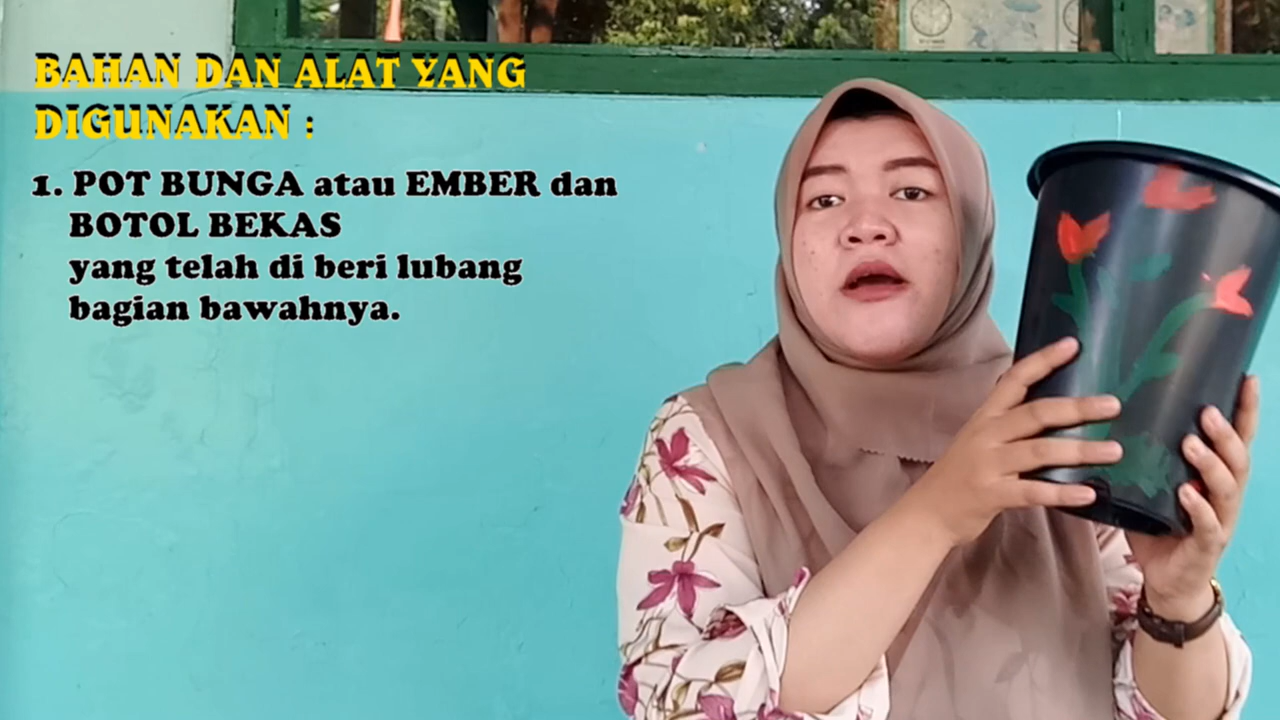 BAHAN DAN ALAT YANG
DIGUNAKAN :
1. POT BUNGA atau EMBER dan
BOTOL BEKAS
yang telah di beri lubang
bagian bawahnya.